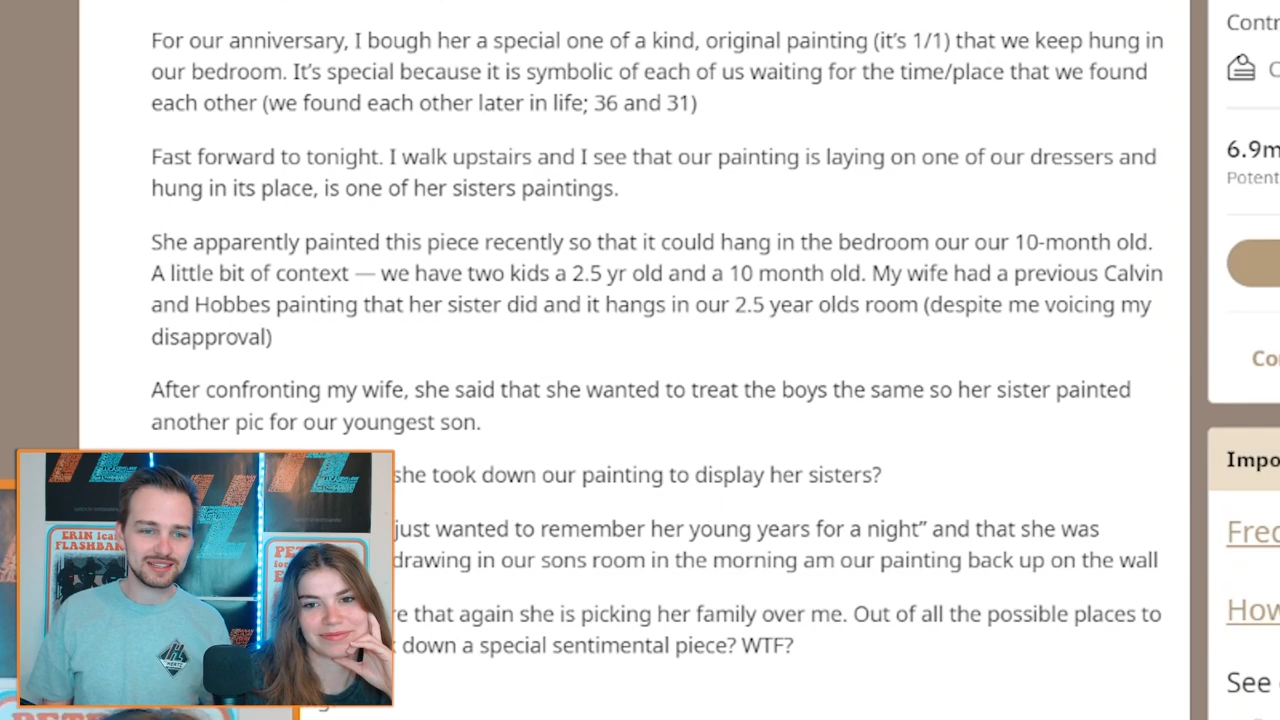 For our anniversary, I bough her a special one of a kind, original painting (it's 1/1) that we keep hung in
our bedroom. It's special because it is symbolic of each of us waiting for the time/place that we found
each other (we found each other later in life; 36 and 31)
Fast forward to tonight. I walk upstairs and I see that our painting is laying on one of our dressers and
hung in its place, is one of her sisters paintings.
She apparently painted this piece recently so that it could hang in the bedroom our our 10-month old.
A little bit of context — we have two kids a 2.5 yr old and a 10 month old. My wife had a previous Calvin
and Hobbes painting that her sister did and it hangs in our 2.5 year olds room (despite me voicing my
disapproval)
After confronting my wife, she said that she wanted to treat the boys the same so her sister painted
another pic for our youngest son.
she took down our painting to display her sisters?
just wanted to remember her young years for a night” and that she was
drawing in our sons room in the morning am our painting back up on the wall
that again she is picking her family over me. Out of all the possible places to
down a special sentimental piece? WTF?
6.9m
HERTZ
See